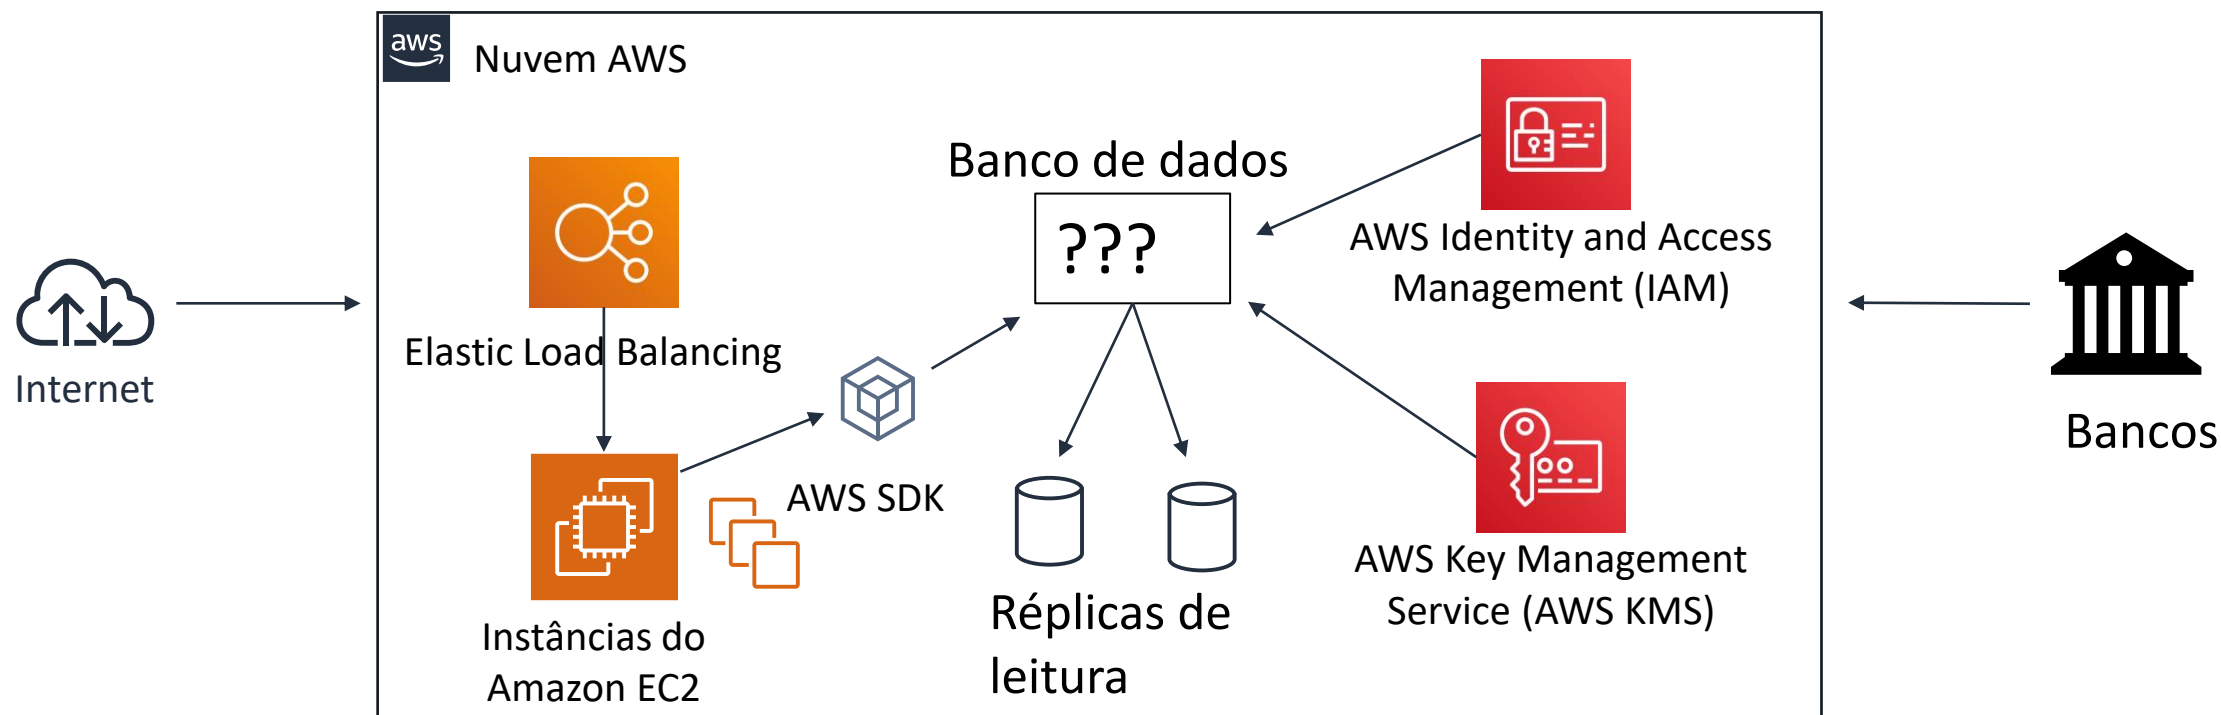 aws
Nuvem AWS
Banco de dados
???
AWS Identity and Access
Management (IAM)
Elastic Load Balancing
Internet
AWS SDK
Bancos
AWS Key Management
Service (AWS KMS)
Réplicas de
leitura
Instâncias do
Amazon EC2